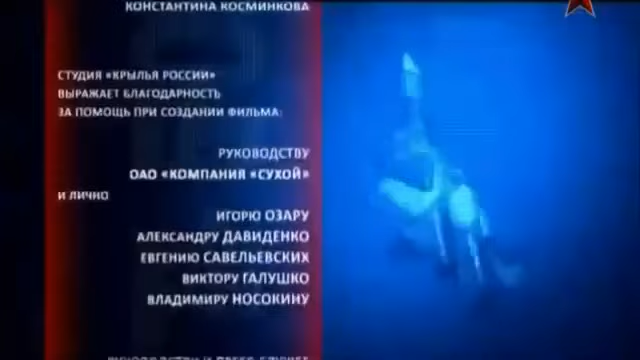 КОНСТАНТИНА КОСМИНКОВА
СТУДИЯ «КРЫЛЬЯ РОССИИ»
ВЫРАЖАЕТ БЛАГОДАРНОСТЬ
ЗА ПОМОЩЬ ПРИ СОЗДАНИИ ФИЛЬМА:
РУКОВОДСТВУ
ОАО «КОМПАНИЯ «СУХОЙ»
И ЛИЧНО
ИГОРЮ ОЗАРУ
АЛЕКСАНДРУ ДАВИДЕНКО
ЕВГЕНИЮ САВЕЛЬЕВСКИХ
ВИКТОРУ ГАЛУШКО
ВЛАДИМИРУ НОСОКИНУ